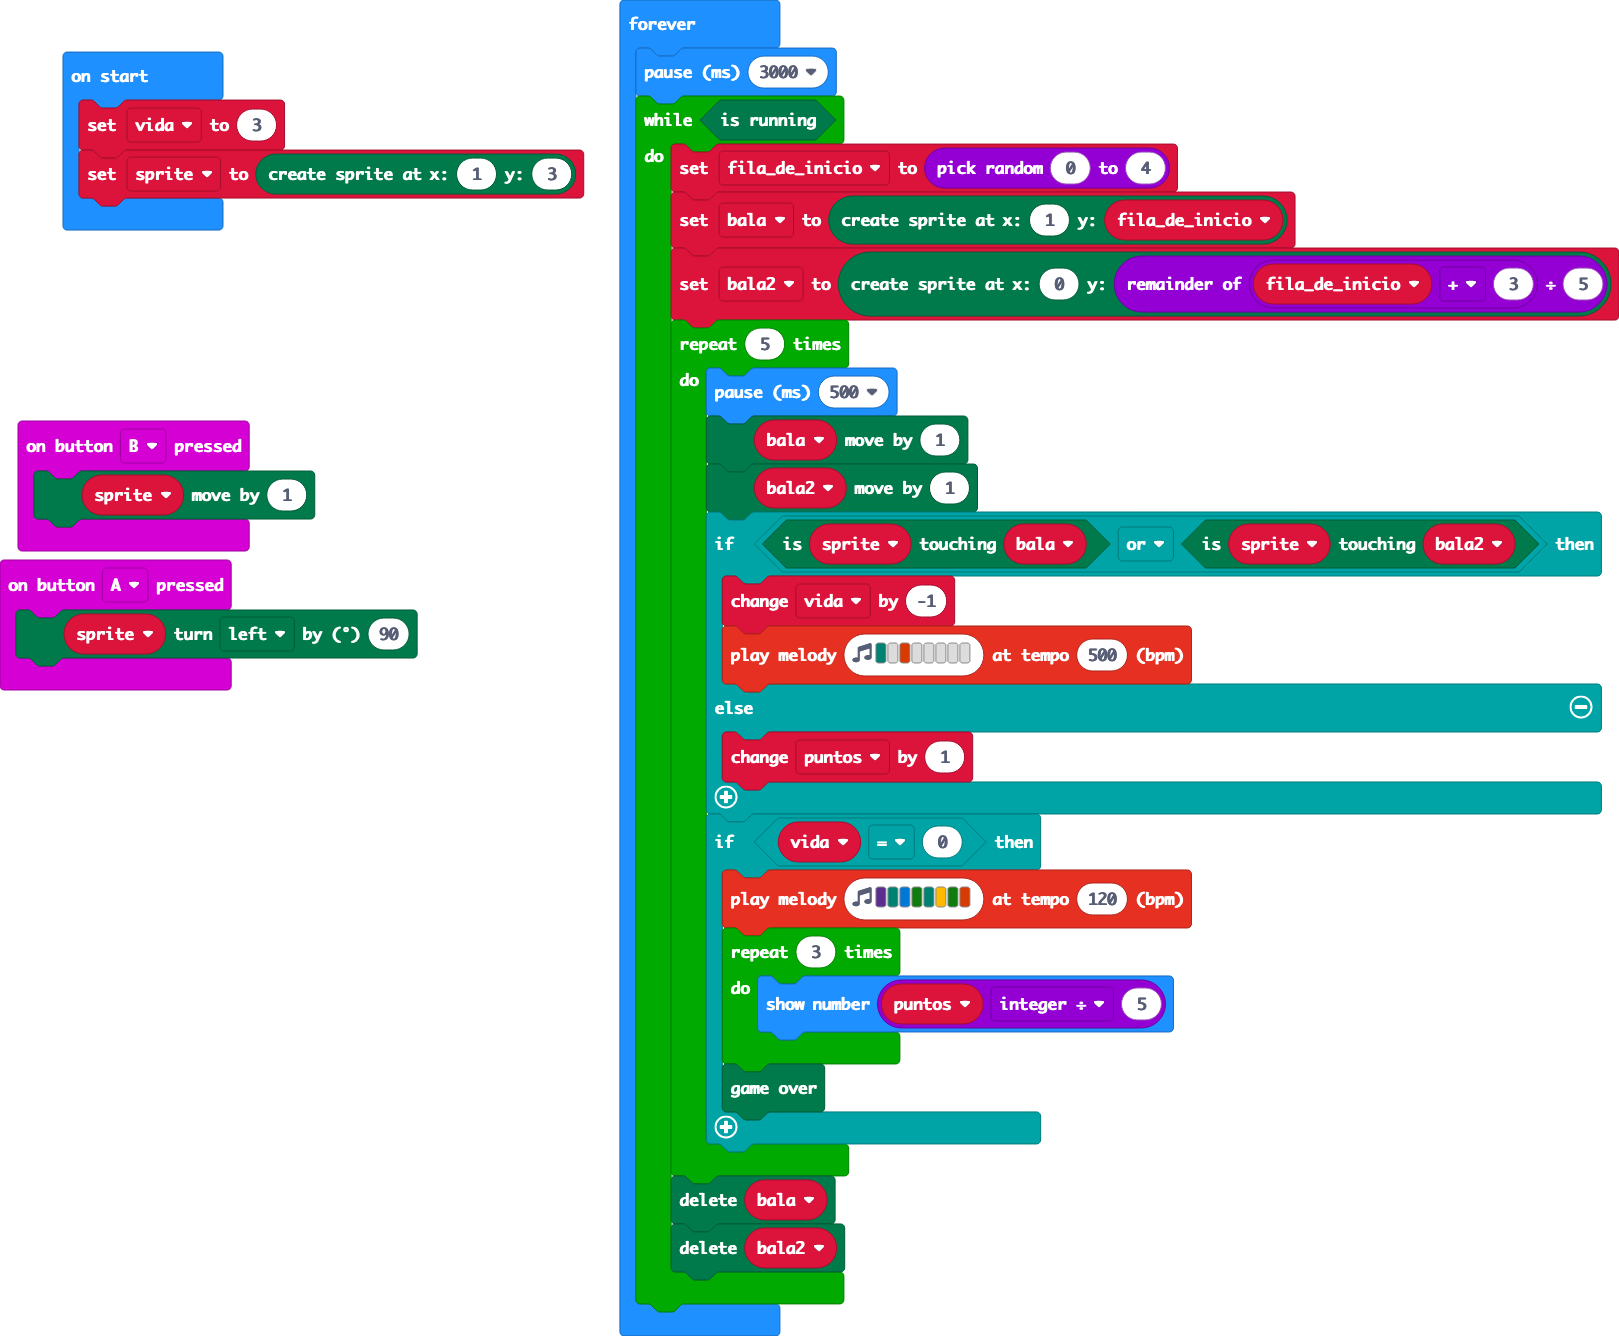 on start
set vida to 3
set sprite to create sprite at x: 1 y: 3
on button B pressed
sprite move by 1
on button A pressed
sprite turn left by (°) 90
forever
pause (ms) 3000
while is running
do
set fila_de_inicio to pick random 0 to 4
set bala to create sprite at x: 1 y: fila_de_inicio
set bala2 to create sprite at x: 0 y: remainder of fila_de_inicio + 3 ÷ 5
repeat 5 times
do
pause (ms) 500
bala move by 1
bala2 move by 1
if is sprite touching bala or is sprite touching bala2 then
change vida by -1
play melody at tempo 500 (bpm)
else
change puntos by 1
if vida = 0 then
play melody at tempo 120 (bpm)
repeat 3 times
do
show number puntos integer ÷ 5
game over
delete bala
delete bala2